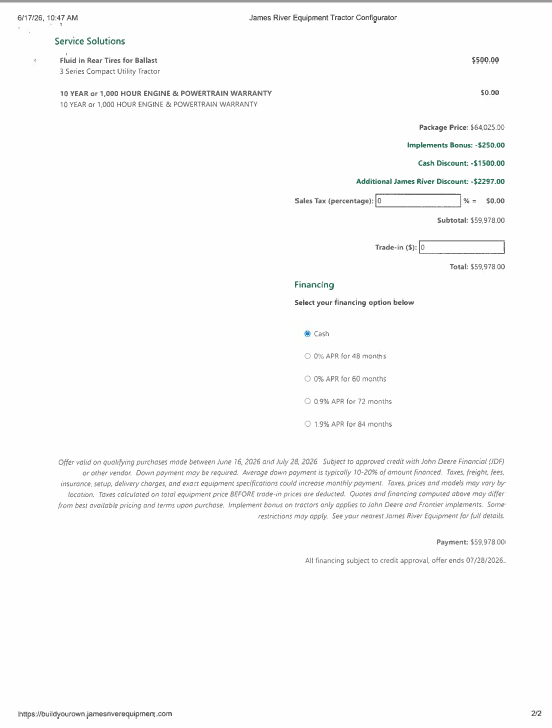 6/17/26, 10:47 AM James River Equipment Tractor Configurator
Service Solutions
Fluid in Rear Tires for Ballast $500.00
3 Series Compact Utility Tractor
10 YEAR or 1,000 HOUR ENGINE & POWERTRAIN WARRANTY $0.00
10 YEAR or 1,000 HOUR ENGINE & POWERTRAIN WARRANTY
Package Price: $64,025.00
Implements Bonus: -$250.00
Cash Discount: -$1500.00
Additional James River Discount: -$2297.00
Sales Tax (percentage): 0 % = $0.00
Subtotal: $59,978.00
Trade-in ($): 0
Total: $59,978.00
Financing
Select your financing option below
Cash
0% APR for 48 months
0% APR for 60 months
0.9% APR for 72 months
1.9% APR for 84 months
Offer valid on qualifying purchases made between June 16, 2026 and July 28, 2026 Subject to approved credit with John Deere Financial (JDF)
or other vendor. Down payment may be required. Average down payment is typically 10-20% of amount financed. Taxes, freight, fees,
insurance, setup, delivery charges, and exact equipment specifications could increase monthly payment. Taxes, prices and models may vary by
location. Taxes calculated on total equipment price BEFORE trade-in prices are deducted. Quotes and financing computed above may differ
from best available pricing and terms upon purchase. Implement bonus on tractors only applies to John Deere and Frontier implements. Some
restrictions may apply. See your nearest James River Equipment for full details.
Payment: $59,978.00
All financing subject to credit approval, offer ends 07/28/2026.
https://buildyourown.jamesriverequipment.com 2/2